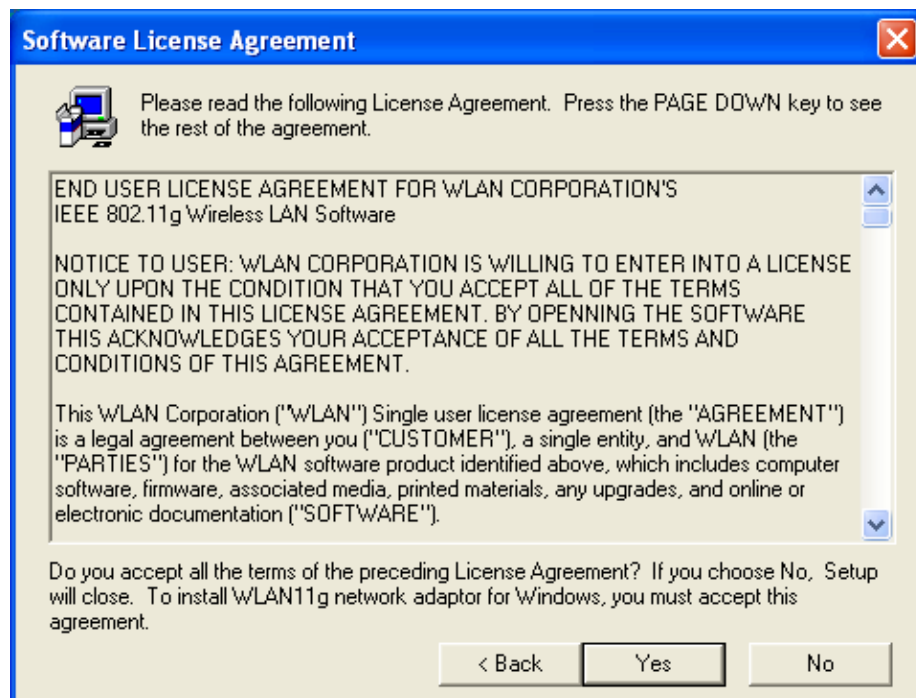 Software License Agreement
Please read the following License Agreement. Press the PAGE DOWN key to see
the rest of the agreement.
END USER LICENSE AGREEMENT FOR WLAN CORPORATION'S
IEEE 802.11g Wireless LAN Software
NOTICE TO USER: WLAN CORPORATION IS WILLING TO ENTER INTO A LICENSE
ONLY UPON THE CONDITION THAT YOU ACCEPT ALL OF THE TERMS
CONTAINED IN THIS LICENSE AGREEMENT. BY OPENNING THE SOFTWARE
THIS ACKNOWLEDGES YOUR ACCEPTANCE OF ALL THE TERMS AND
CONDITIONS OF THIS AGREEMENT.
This WLAN Corporation ("WLAN") Single user license agreement (the "AGREEMENT")
is a legal agreement between you ("CUSTOMER"), a single entity, and WLAN (the
"PARTIES") for the WLAN software product identified above, which includes computer
software, firmware, associated media, printed materials, any upgrades, and online or
electronic documentation ("SOFTWARE").
Do you accept all the terms of the preceding License Agreement? If you choose No, Setup
will close. To install WLAN11g network adaptor for Windows, you must accept this
agreement.
< Back Yes No